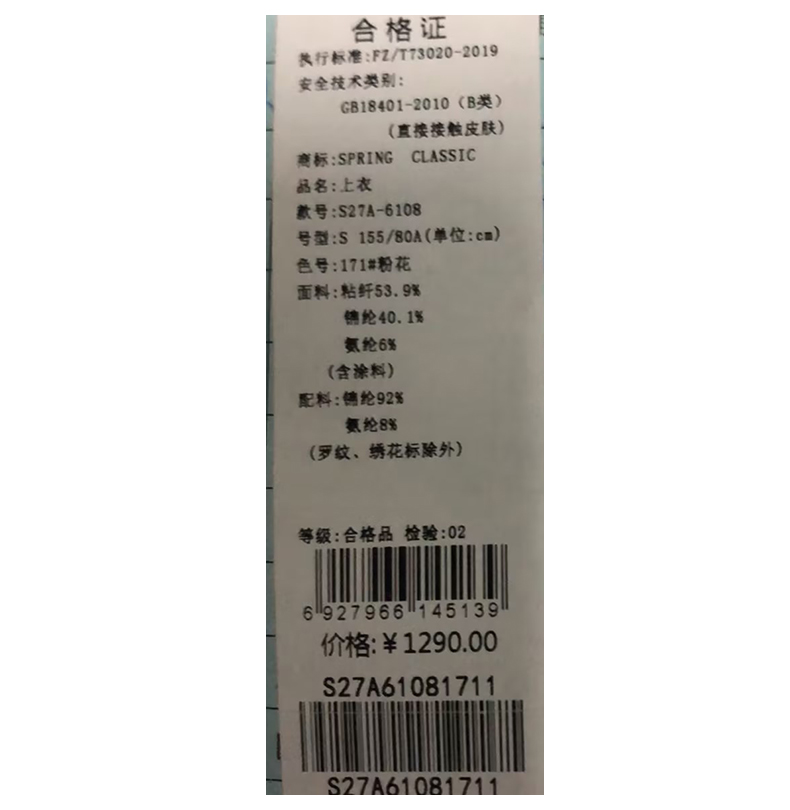 合格证
执行标准:FZ/T73020-2019
安全技术类别:
GB18401-2010（B类）
(直接接触皮肤)
商标:SPRING CLASSIC
品名:上衣
款号:S27A-6108
号型:S 155/80A(单位:cm)
色号:171#粉花
面料:粘纤53.9%
锦纶40.1%
氨纶6%
(含涂料)
配料:锦纶92%
氨纶8%
(罗纹、绣花标除外)
等级:合格品 检验:02
6 927966 145139
价格:¥1290.00
S27A61081711
S27A61081711